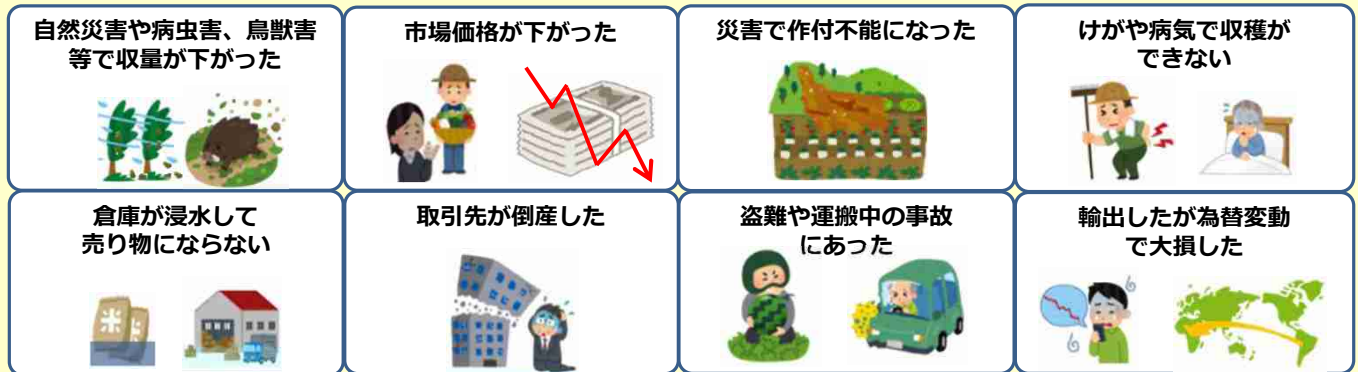 自然災害や病虫害、鳥獣害
等で収量が下がった
市場価格が下がった
災害で作付不能になった
けがや病気で収穫が
できない
倉庫が浸水して
売り物にならない
米
取引先が倒産した
盗難や運搬中の事故
にあった
輸出したが為替変動
で大損した